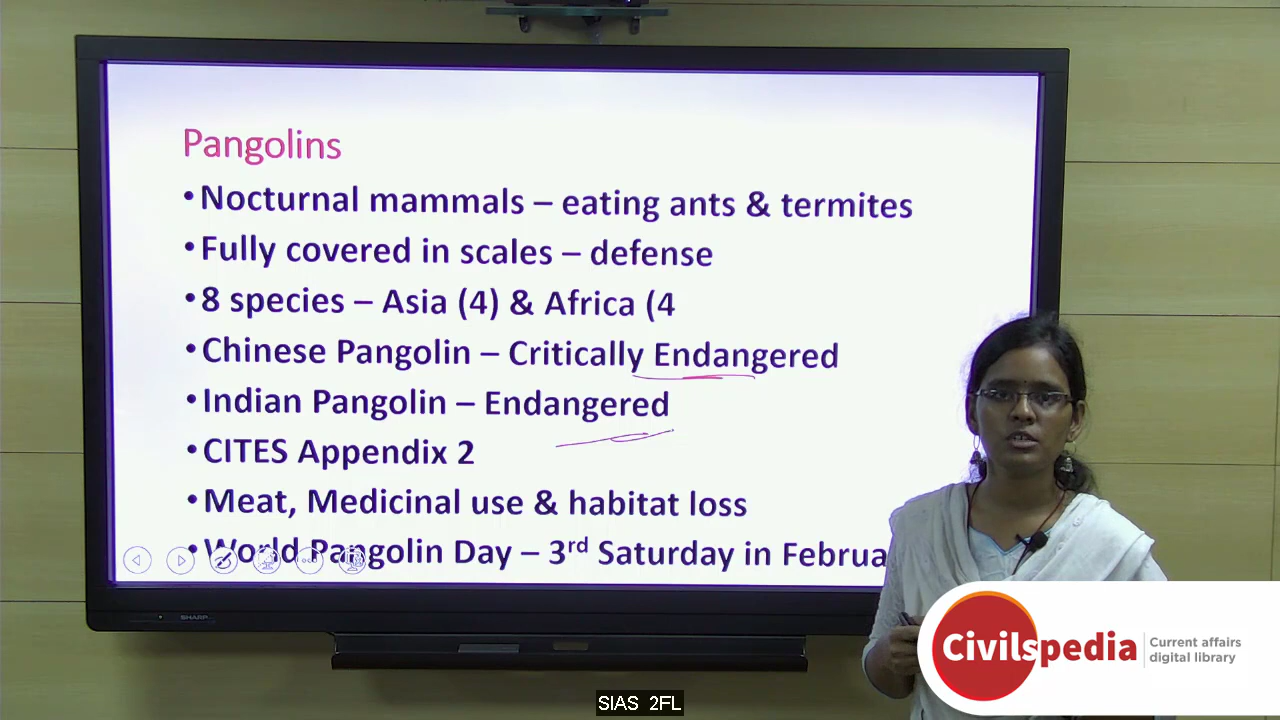 Pangolins
•Nocturnal mammals – eating ants & termites
•Fully covered in scales – defense
•8 species – Asia (4) & Africa (4
•Chinese Pangolin – Critically Endangered
•Indian Pangolin – Endangered
•CITES Appendix 2
•Meat, Medicinal use & habitat loss
•World Pangolin Day – 3rd Saturday in Februa
SHARP
Civilspedia
Current affairs
digital library
SIAS 2FL